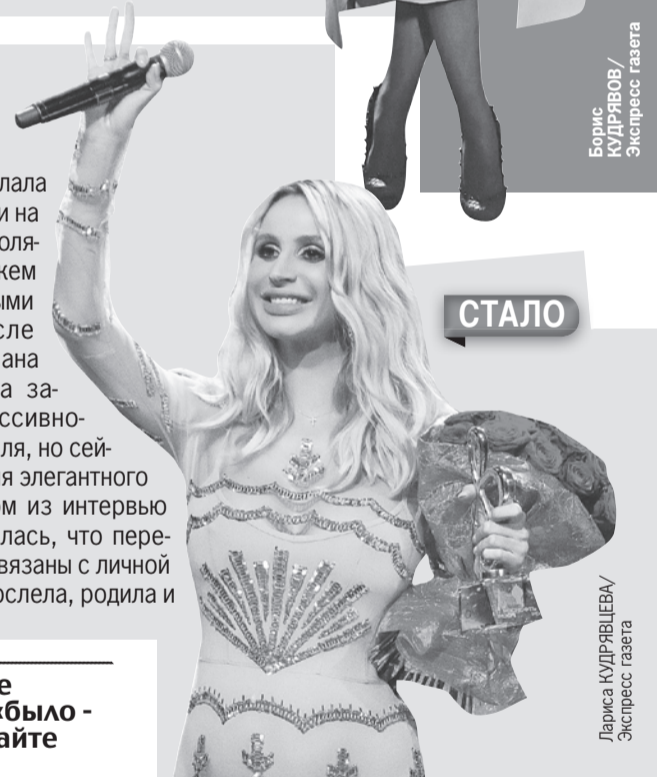 Борис
КУДРЯВОВ/
Экспресс газета
лала
и на
оля-
жем
ыми
сле
ана
а за-
ссивно-
ля, но сей-
я элегантного
ом из интервью
лась, что пере-
вязаны с личной
ослела, родила и
СТАЛО
Лариса КУДРЯВЦЕВА/
Экспресс газета
е
«было -
айте